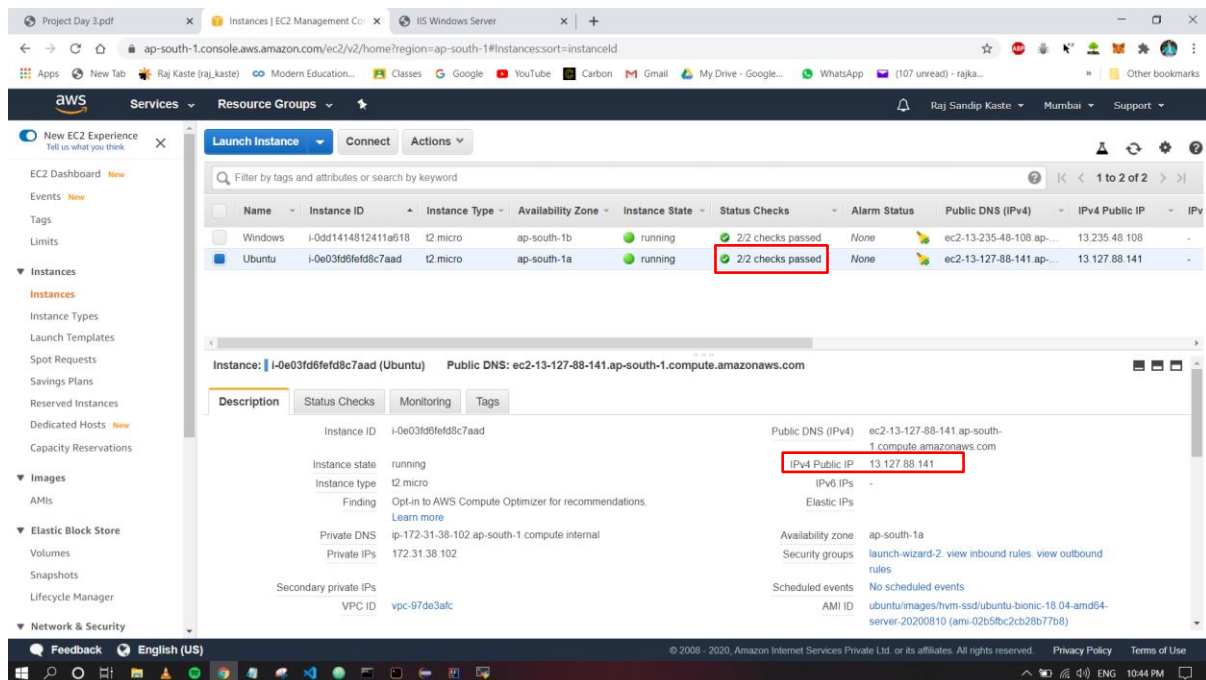 Project Day 3.pdf
Instances | EC2 Management Con
IIS Windows Server
ap-south-1.console.aws.amazon.com/ec2/v2/home?region=ap-south-1#Instances:sort=instanceId
Apps New Tab Raj Kaste (raj_kaste) Modern Education... Classes Google YouTube Carbon Gmail My Drive - Google... WhatsApp (107 unread) - rajka... » Other bookmarks
aws Services Resource Groups Raj Sandip Kaste Mumbai Support
New EC2 Experience
Tell us what you think
EC2 Dashboard New
Events New
Tags
Limits
Instances
Instances
Instance Types
Launch Templates
Spot Requests
Savings Plans
Reserved Instances
Dedicated Hosts New
Capacity Reservations
Images
AMIs
Elastic Block Store
Volumes
Snapshots
Lifecycle Manager
Network & Security
Launch Instance Connect Actions
Filter by tags and attributes or search by keyword 1 to 2 of 2
Name Instance ID Instance Type Availability Zone Instance State Status Checks Alarm Status Public DNS (IPv4) IPv4 Public IP IPv
Windows i-0dd1414812411a618 t2.micro ap-south-1b running 2/2 checks passed None ec2-13-235-48-108.ap-... 13.235.48.108 -
Ubuntu i-0e03fd6fefd8c7aad t2.micro ap-south-1a running 2/2 checks passed None ec2-13-127-88-141.ap-... 13.127.88.141 -
Instance: i-0e03fd6fefd8c7aad (Ubuntu) Public DNS: ec2-13-127-88-141.ap-south-1.compute.amazonaws.com
Description Status Checks Monitoring Tags
Instance ID i-0e03fd6fefd8c7aad
Instance state running
Instance type t2.micro
Finding Opt-in to AWS Compute Optimizer for recommendations.
Learn more
Private DNS ip-172-31-38-102.ap-south-1.compute.internal
Private IPs 172.31.38.102
Secondary private IPs
VPC ID vpc-97de3afc
Public DNS (IPv4) ec2-13-127-88-141.ap-south-
1.compute.amazonaws.com
IPv4 Public IP 13.127.88.141
IPv6 IPs -
Elastic IPs
Availability zone ap-south-1a
Security groups launch-wizard-2. view inbound rules. view outbound
rules
Scheduled events No scheduled events
AMI ID ubuntu/images/hvm-ssd/ubuntu-bionic-18.04-amd64-
server-20200810 (ami-02b5fbc2cb28b77b8)
Feedback English (US) © 2008 - 2020, Amazon Internet Services Private Ltd. or its affiliates. All rights reserved. Privacy Policy Terms of Use
ENG 10:44 PM